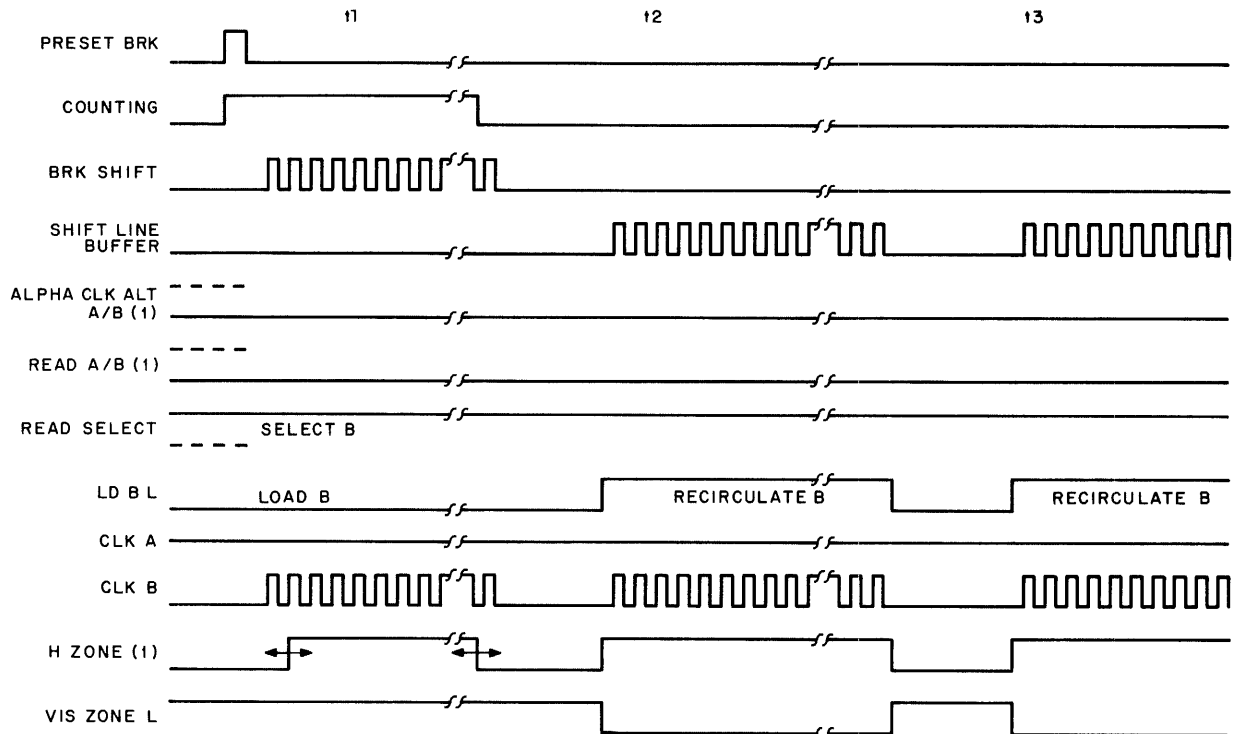 t1 t2 t3
PRESET BRK
COUNTING
BRK SHIFT
SHIFT LINE
BUFFER
ALPHA CLK ALT
A/B (1)
READ A/B (1)
READ SELECT SELECT B
LD B L LOAD B RECIRCULATE B RECIRCULATE B
CLK A
CLK B
H ZONE (1)
VIS ZONE L